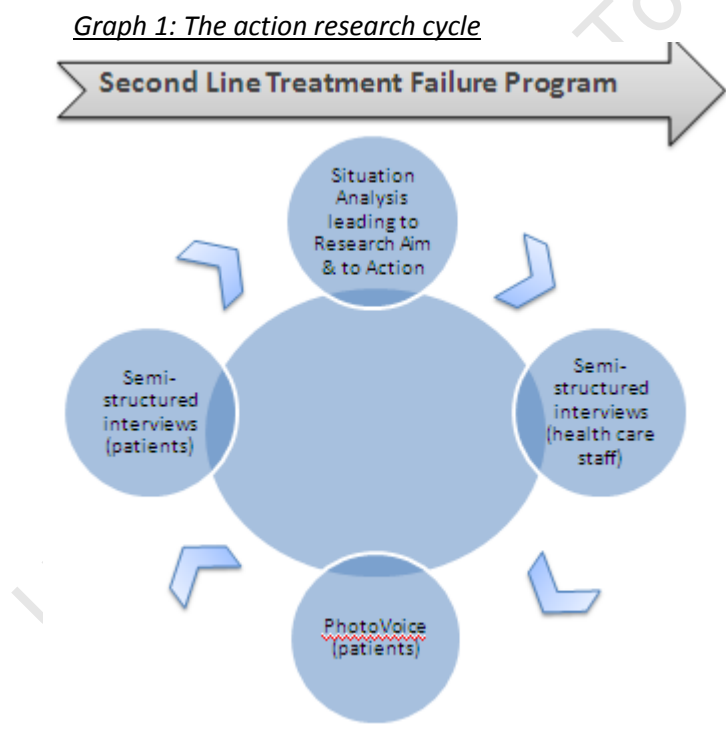 Graph 1: The action research cycle
Second Line Treatment Failure Program
Situation
Analysis
leading to
Research Aim
& to Action
Semi-
structured
interviews
(patients)
Semi-
structured
interviews
(health care
staff)
PhotoVoice
(patients)